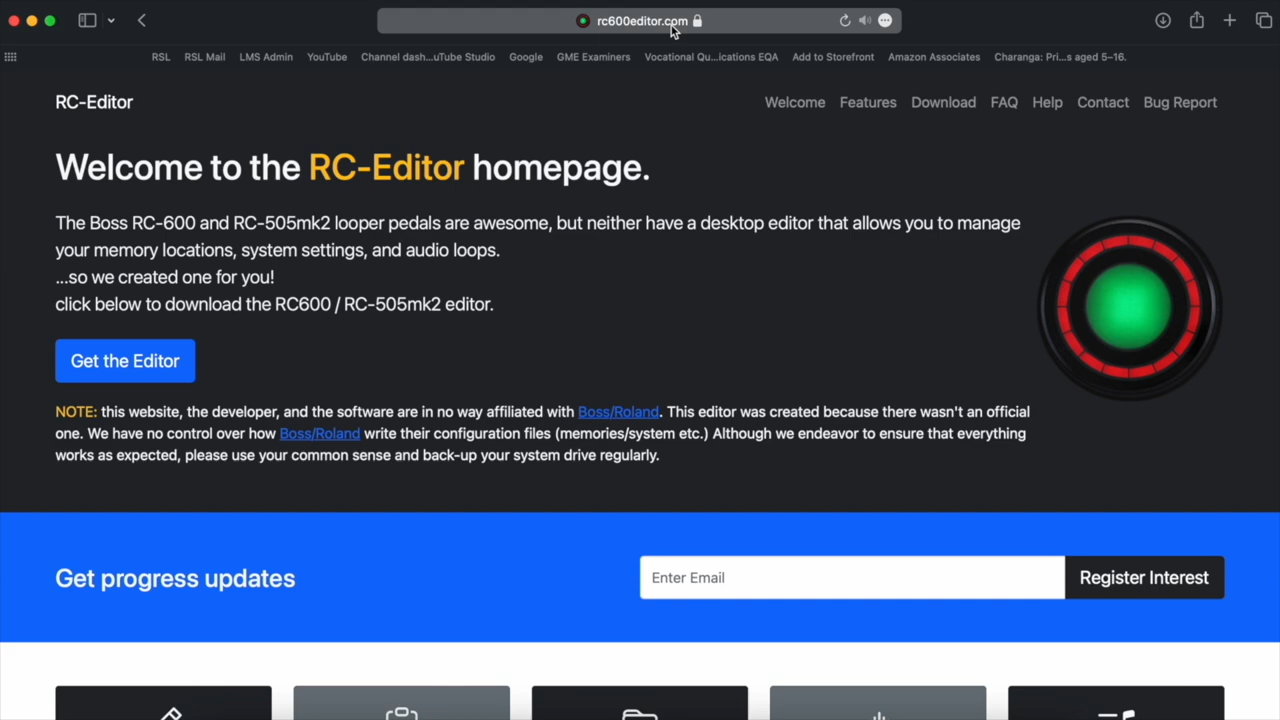 rc600editor.com
RSL RSL Mail LMS Admin YouTube Channel dash...uTube Studio Google GME Examiners Vocational Qu...ications EQA Add to Storefront Amazon Associates Charanga: Pri...s aged 5–16.
RC-Editor Welcome Features Download FAQ Help Contact Bug Report
Welcome to the RC-Editor homepage.
The Boss RC-600 and RC-505mk2 looper pedals are awesome, but neither have a desktop editor that allows you to manage
your memory locations, system settings, and audio loops.
...so we created one for you!
click below to download the RC600 / RC-505mk2 editor.
Get the Editor
NOTE: this website, the developer, and the software are in no way affiliated with Boss/Roland. This editor was created because there wasn't an official
one. We have no control over how Boss/Roland write their configuration files (memories/system etc.) Although we endeavor to ensure that everything
works as expected, please use your common sense and back-up your system drive regularly.
Get progress updates Enter Email Register Interest